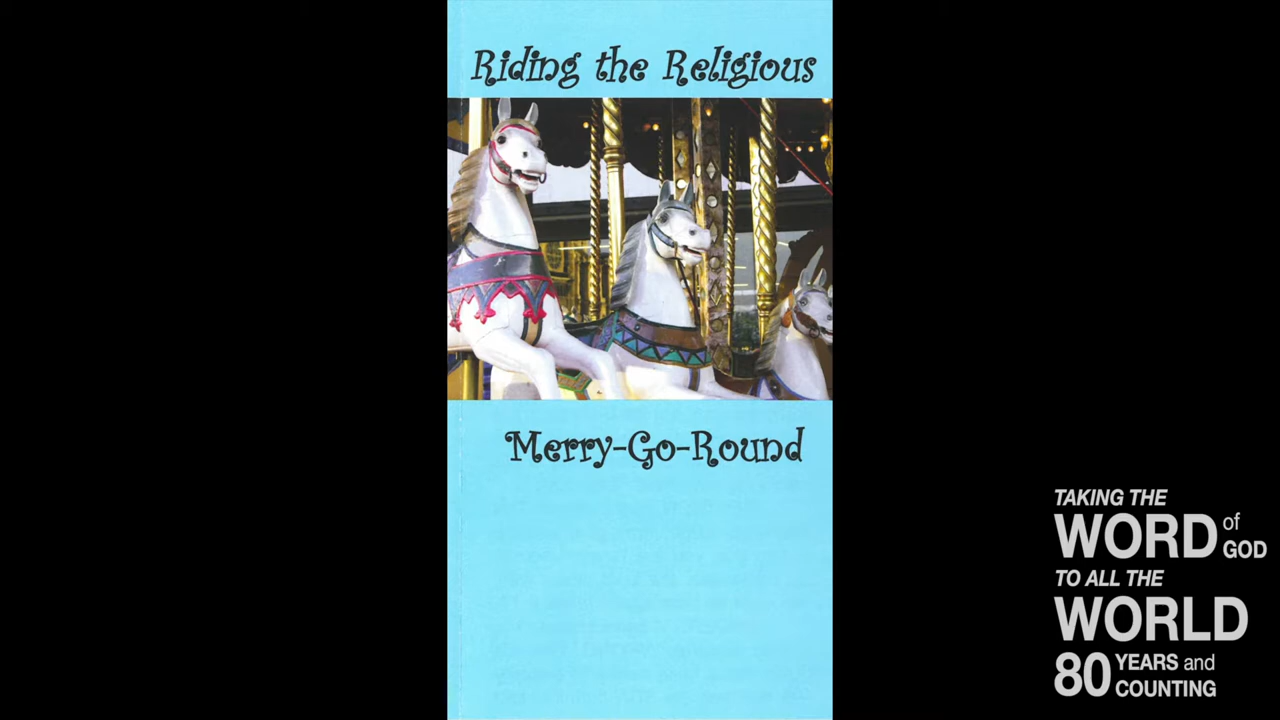 Riding the Religious
Merry-Go-Round
TAKING THE
WORD of
GOD
TO ALL THE
WORLD
80 YEARS and
COUNTING